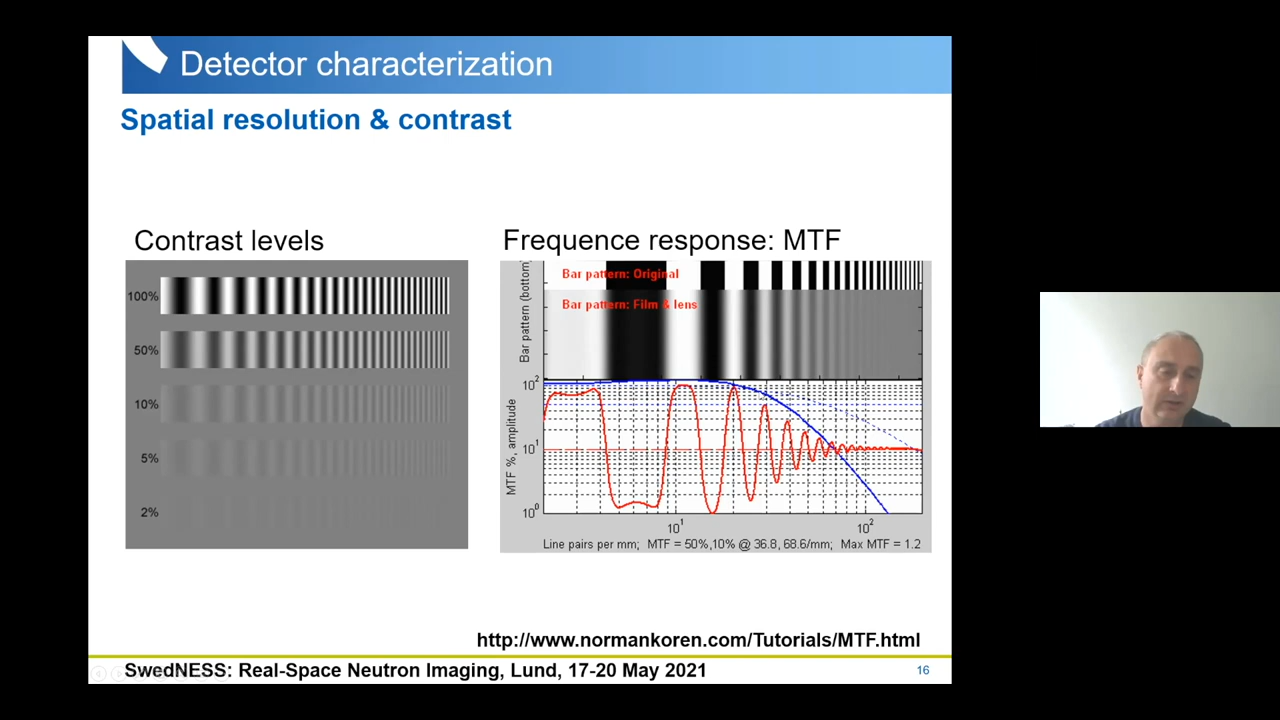 Detector characterization
Spatial resolution & contrast
Contrast levels
100%
50%
10%
5%
2%
Frequence response: MTF
Bar pattern: Original
Bar pattern: Film & lens
Bar pattern (bottom)
MTF %, amplitude
10²
10¹
10⁰
10¹
10²
Line pairs per mm; MTF = 50%,10% @ 36.8, 68.6/mm; Max MTF = 1.2
http://www.normankoren.com/Tutorials/MTF.html
SwedNESS: Real-Space Neutron Imaging, Lund, 17-20 May 2021
16